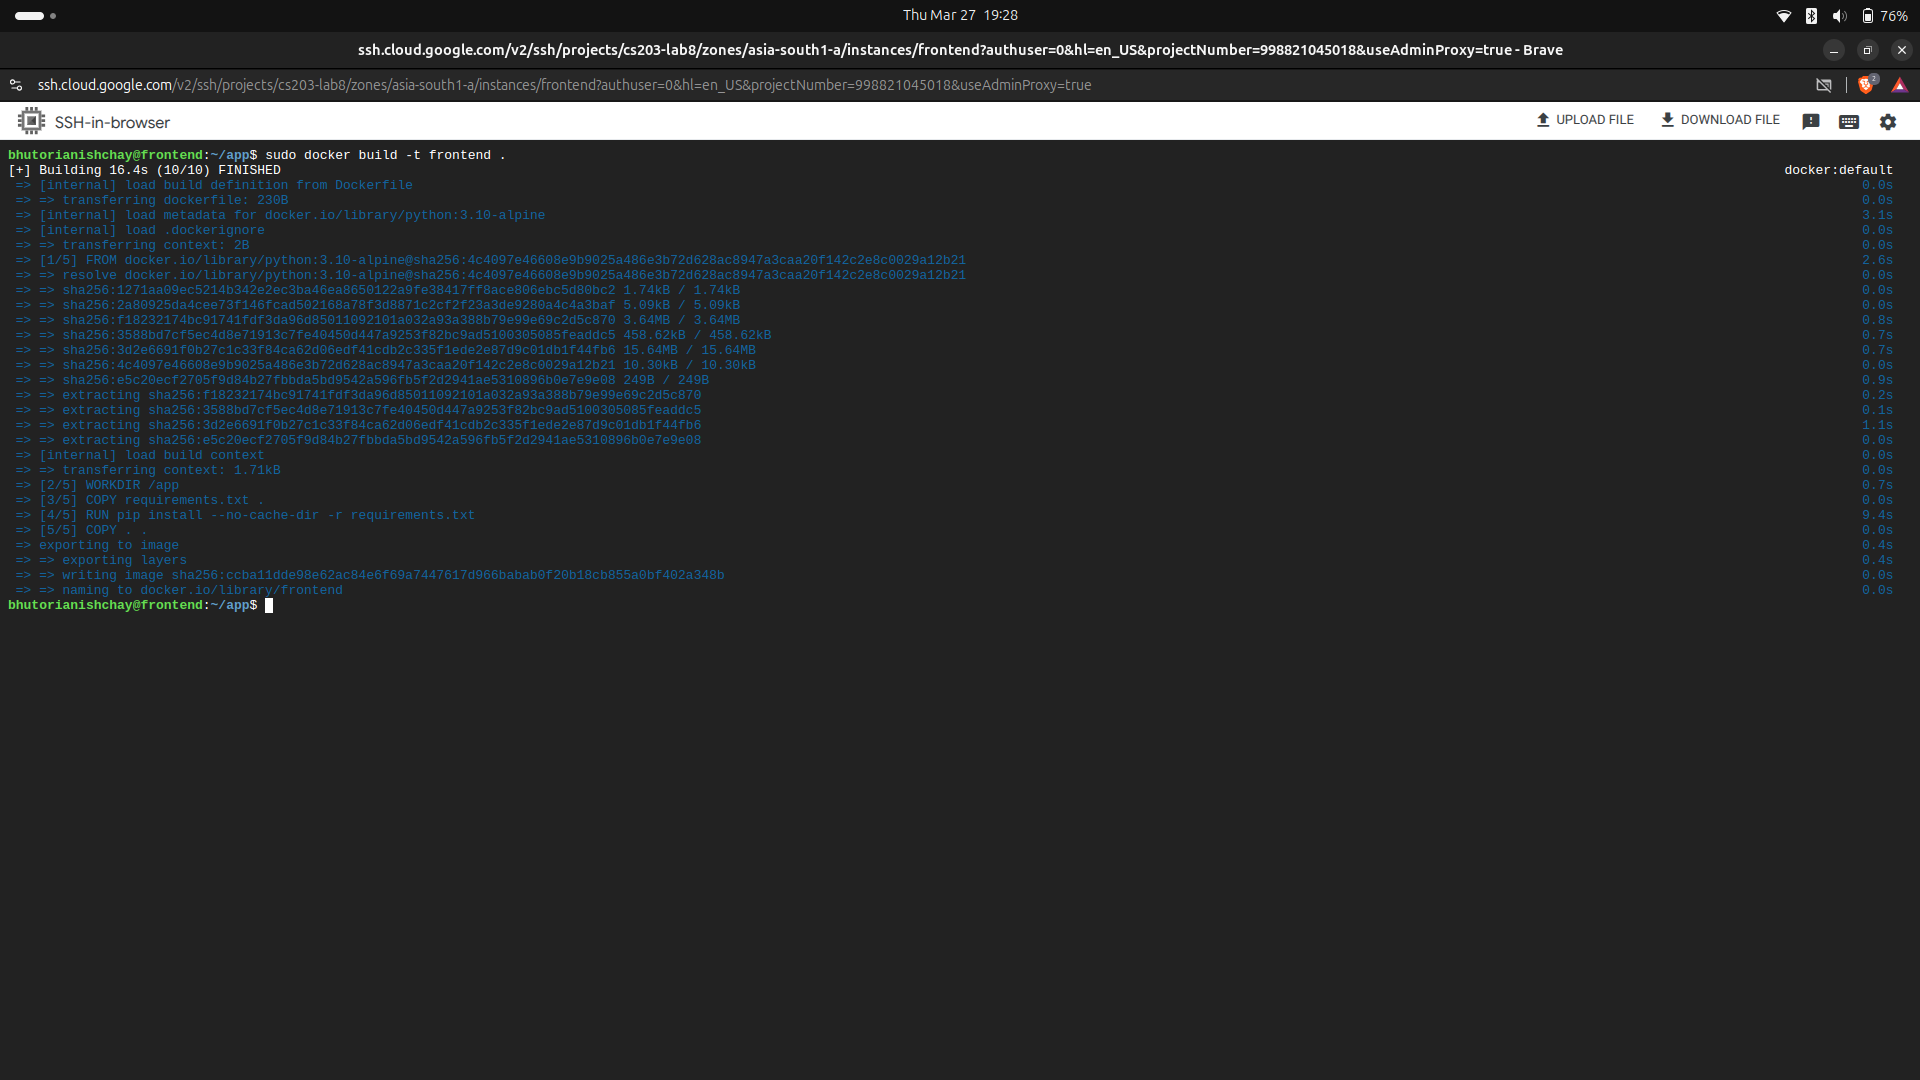 Thu Mar 27 19:28
76%
ssh.cloud.google.com/v2/ssh/projects/cs203-lab8/zones/asia-south1-a/instances/frontend?authuser=0&hl=en_US&projectNumber=998821045018&useAdminProxy=true - Brave
ssh.cloud.google.com/v2/ssh/projects/cs203-lab8/zones/asia-south1-a/instances/frontend?authuser=0&hl=en_US&projectNumber=998821045018&useAdminProxy=true
2
SSH-in-browser
UPLOAD FILE
DOWNLOAD FILE
bhutorianishchay@frontend:~/app$ sudo docker build -t frontend .
[+] Building 16.4s (10/10) FINISHED docker:default
=> [internal] load build definition from Dockerfile 0.0s
=> => transferring dockerfile: 230B 0.0s
=> [internal] load metadata for docker.io/library/python:3.10-alpine 3.1s
=> [internal] load .dockerignore 0.0s
=> => transferring context: 2B 0.0s
=> [1/5] FROM docker.io/library/python:3.10-alpine@sha256:4c4097e46608e9b9025a486e3b72d628ac8947a3caa20f142c2e8c0029a12b21 2.6s
=> => resolve docker.io/library/python:3.10-alpine@sha256:4c4097e46608e9b9025a486e3b72d628ac8947a3caa20f142c2e8c0029a12b21 0.0s
=> => sha256:1271aa09ec5214b342e2ec3ba46ea8650122a9fe38417ff8ace806ebc5d80bc2 1.74kB / 1.74kB 0.0s
=> => sha256:2a80925da4cee73f146fcad502168a78f3d8871c2cf2f23a3de9280a4c4a3baf 5.09kB / 5.09kB 0.0s
=> => sha256:f18232174bc91741fdf3da96d85011092101a032a93a388b79e99e69c2d5c870 3.64MB / 3.64MB 0.8s
=> => sha256:3588bd7cf5ec4d8e71913c7fe40450d447a9253f82bc9ad5100305085feaddc5 458.62kB / 458.62kB 0.7s
=> => sha256:3d2e6691f0b27c1c33f84ca62d06edf41cdb2c335f1ede2e87d9c01db1f44fb6 15.64MB / 15.64MB 0.7s
=> => sha256:4c4097e46608e9b9025a486e3b72d628ac8947a3caa20f142c2e8c0029a12b21 10.30kB / 10.30kB 0.0s
=> => sha256:e5c20ecf2705f9d84b27fbbda5bd9542a596fb5f2d2941ae5310896b0e7e9e08 249B / 249B 0.9s
=> => extracting sha256:f18232174bc91741fdf3da96d85011092101a032a93a388b79e99e69c2d5c870 0.2s
=> => extracting sha256:3588bd7cf5ec4d8e71913c7fe40450d447a9253f82bc9ad5100305085feaddc5 0.1s
=> => extracting sha256:3d2e6691f0b27c1c33f84ca62d06edf41cdb2c335f1ede2e87d9c01db1f44fb6 1.1s
=> => extracting sha256:e5c20ecf2705f9d84b27fbbda5bd9542a596fb5f2d2941ae5310896b0e7e9e08 0.0s
=> [internal] load build context 0.0s
=> => transferring context: 1.71kB 0.0s
=> [2/5] WORKDIR /app 0.7s
=> [3/5] COPY requirements.txt . 0.0s
=> [4/5] RUN pip install --no-cache-dir -r requirements.txt 9.4s
=> [5/5] COPY . . 0.0s
=> exporting to image 0.4s
=> => exporting layers 0.4s
=> => writing image sha256:ccba11dde98e62ac84e6f69a7447617d966babab0f20b18cb855a0bf402a348b 0.0s
=> => naming to docker.io/library/frontend 0.0s
bhutorianishchay@frontend:~/app$